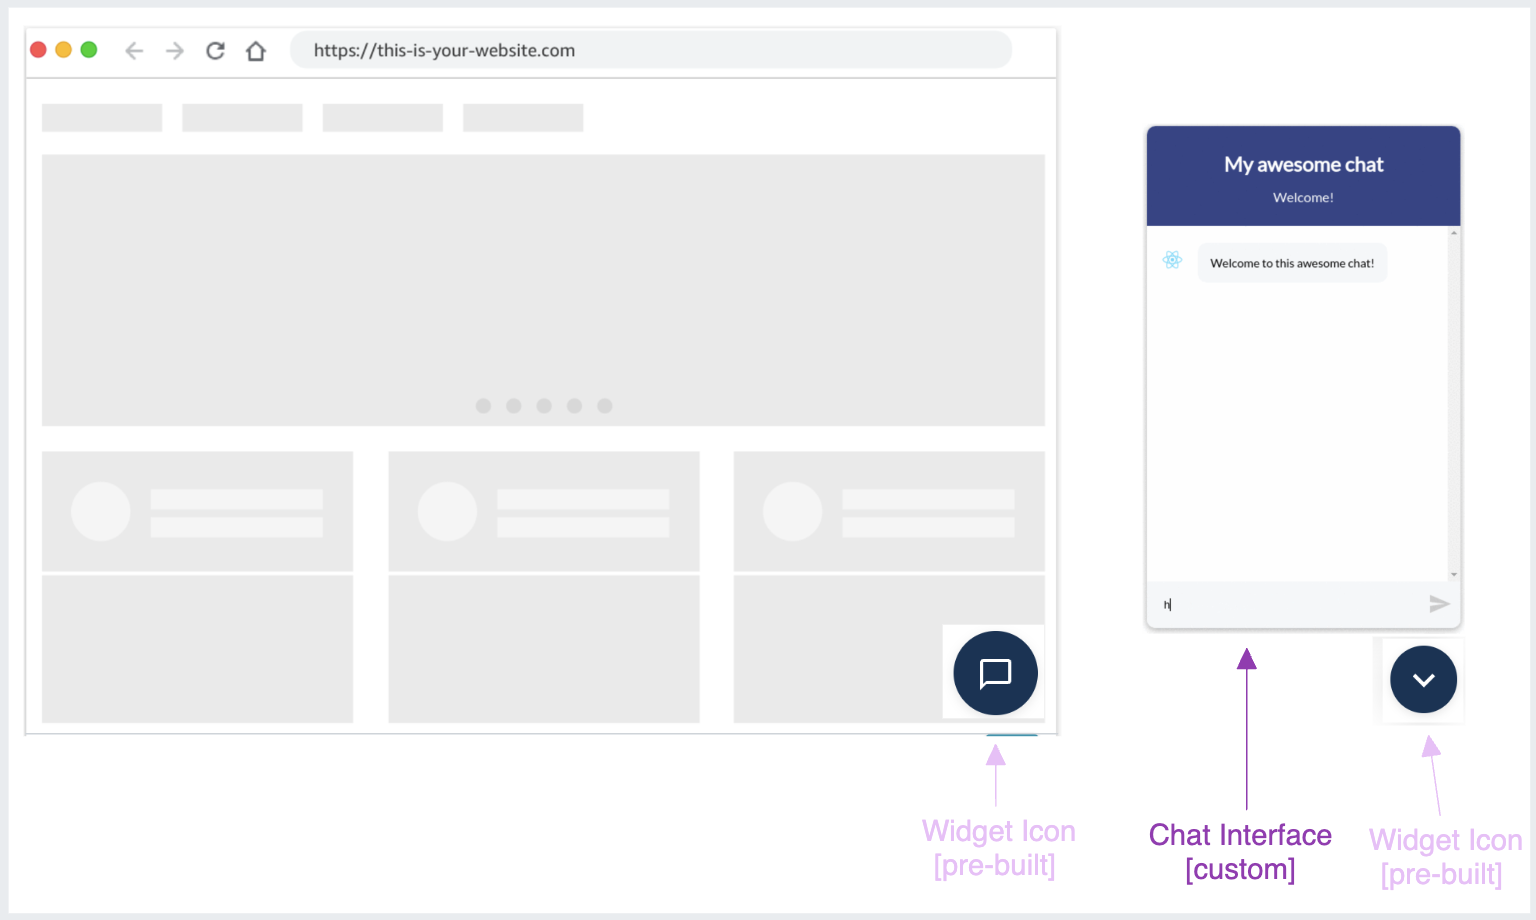 https://this-is-your-website.com
My awesome chat
Welcome!
Welcome to this awesome chat!
h
Widget Icon
[pre-built]
Chat Interface
[custom]
Widget Icon
[pre-built]